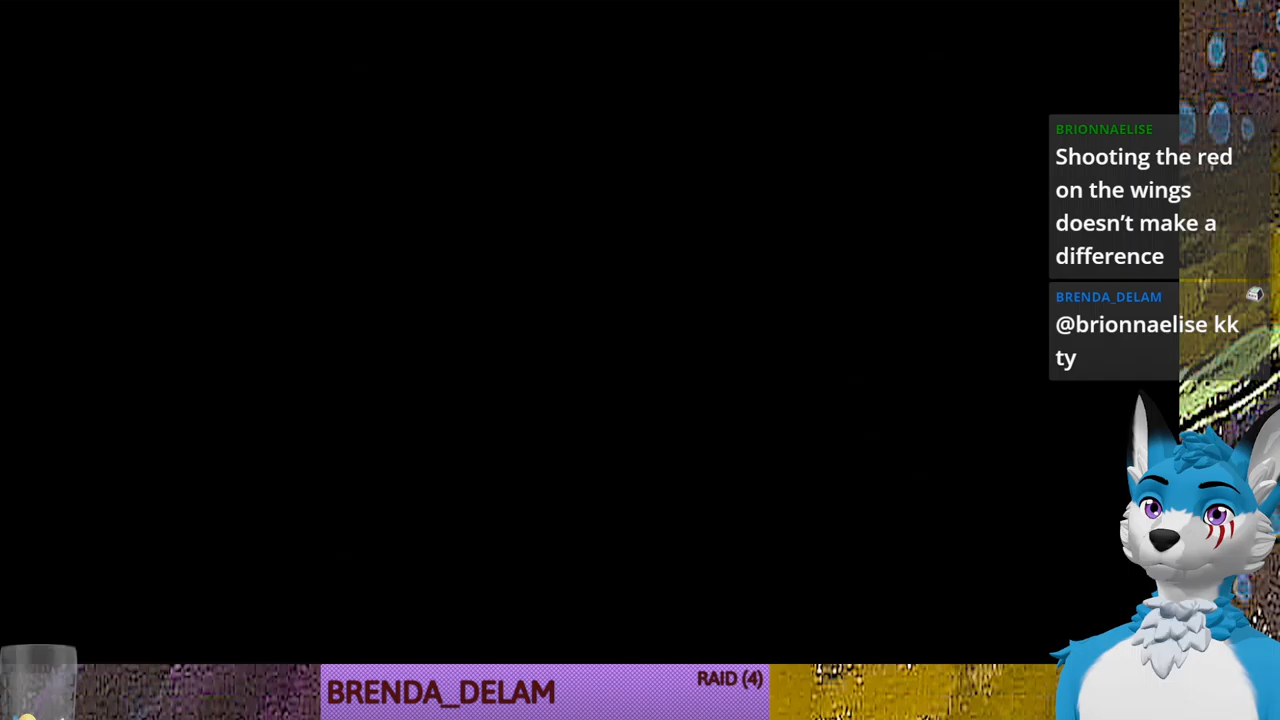 BRIONNAELISE
Shooting the red
on the wings
doesn’t make a
difference
BRENDA_DELAM
@brionnaelise kk
ty
BRENDA_DELAM
RAID (4)